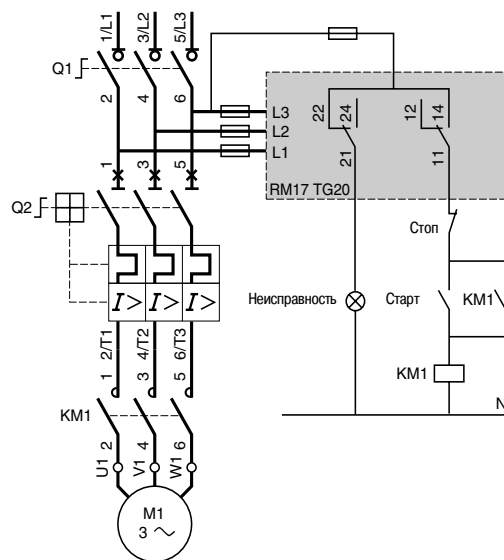 1/L1 3/L2 5/L3
Q1
2 4 6
L3
L2
L1
22 24 12 14
21 11
RM17 TG20
1 3 5
Q2
I> I> I>
2/T1 4/T2 6/T3
Стоп
Неисправность Старт KM1
KM1
N
1 3 5
KM1
2 4 6
U1 V1 W1
M1
3 ~